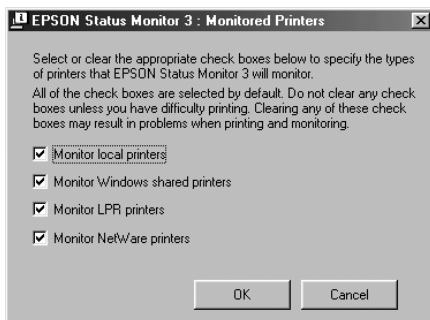 EPSON Status Monitor 3 : Monitored Printers
Select or clear the appropriate check boxes below to specify the types
of printers that EPSON Status Monitor 3 will monitor.
All of the check boxes are selected by default. Do not clear any check
boxes unless you have difficulty printing. Clearing any of these check
boxes may result in problems when printing and monitoring.
Monitor local printers
Monitor Windows shared printers
Monitor LPR printers
Monitor NetWare printers
OK
Cancel